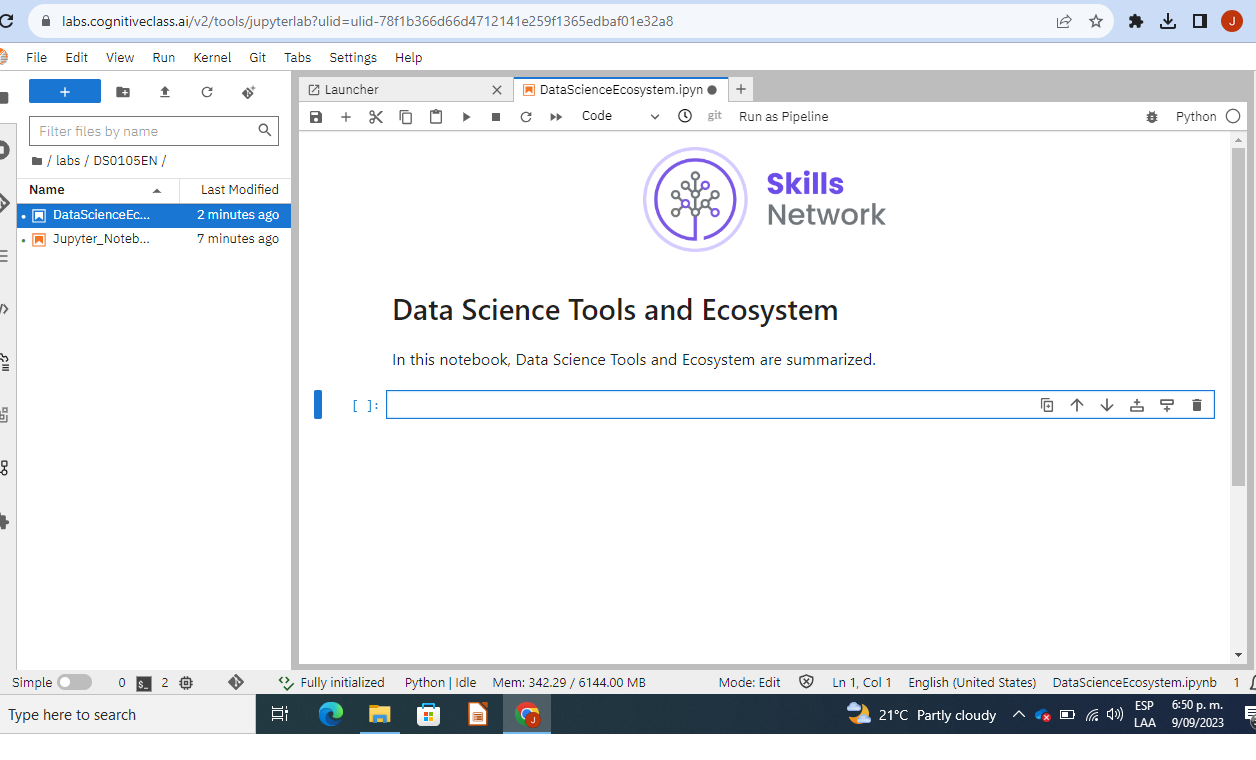 labs.cognitiveclass.ai/v2/tools/jupyterlab?ulid=ulid-78f1b366d66d4712141e259f1365edbaf01e32a8
J
File Edit View Run Kernel Git Tabs Settings Help
Launcher
DataScienceEcosystem.ipyn
Code
git
Run as Pipeline
Python
Filter files by name
/ labs / DS0105EN /
Name
Last Modified
DataScienceEc... 2 minutes ago
Jupyter_Noteb... 7 minutes ago
Skills
Network
Data Science Tools and Ecosystem
In this notebook, Data Science Tools and Ecosystem are summarized.
[ ]:
Simple 0 $_ 2 Fully initialized Python | Idle Mem: 342.29 / 6144.00 MB Mode: Edit Ln 1, Col 1 English (United States) DataScienceEcosystem.ipynb 1
Type here to search
J
21°C Partly cloudy
ESP
LAA
6:50 p. m.
9/09/2023